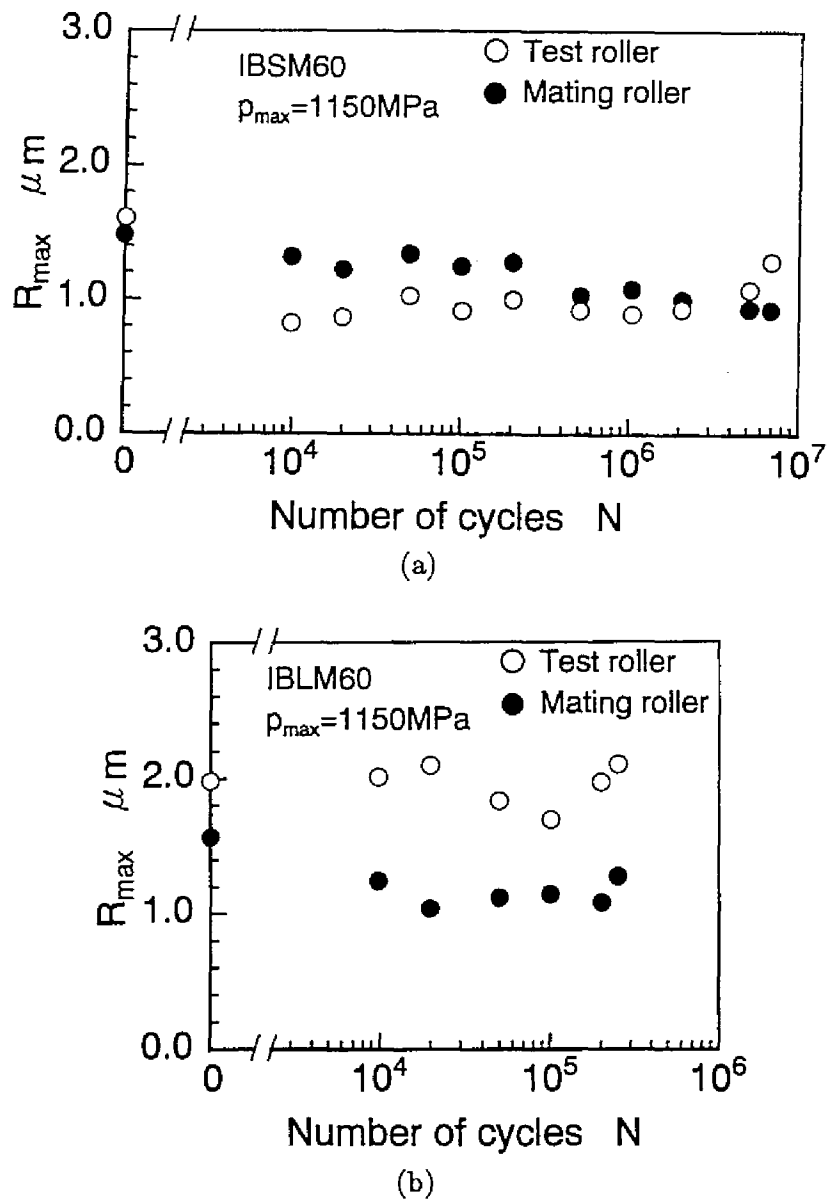 3.0
IBSM60
p_max=1150MPa
○ Test roller
● Mating roller
2.0
R_max μm
1.0
0.0
0
10^4
10^5
10^6
10^7
Number of cycles N
(a)
3.0
IBLM60
p_max=1150MPa
○ Test roller
● Mating roller
2.0
R_max μm
1.0
0.0
0
10^4
10^5
10^6
Number of cycles N
(b)